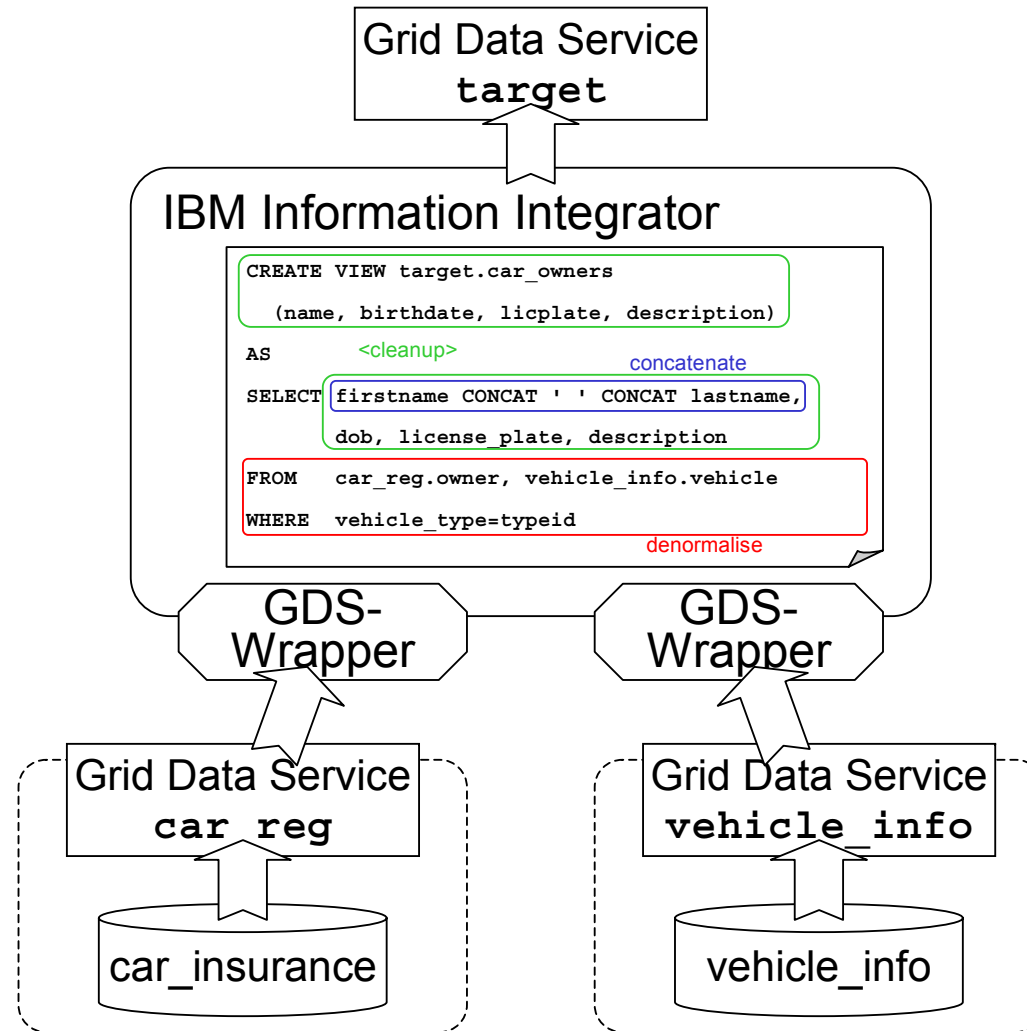 Grid Data Service
target
IBM Information Integrator
CREATE VIEW target.car_owners
(name, birthdate, licplate, description)
AS
<cleanup>
concatenate
SELECT firstname CONCAT ' ' CONCAT lastname,
dob, license_plate, description
FROM car_reg.owner, vehicle_info.vehicle
WHERE vehicle_type=typeid
denormalise
GDS-
Wrapper
GDS-
Wrapper
Grid Data Service
car_reg
Grid Data Service
vehicle_info
car_insurance
vehicle_info